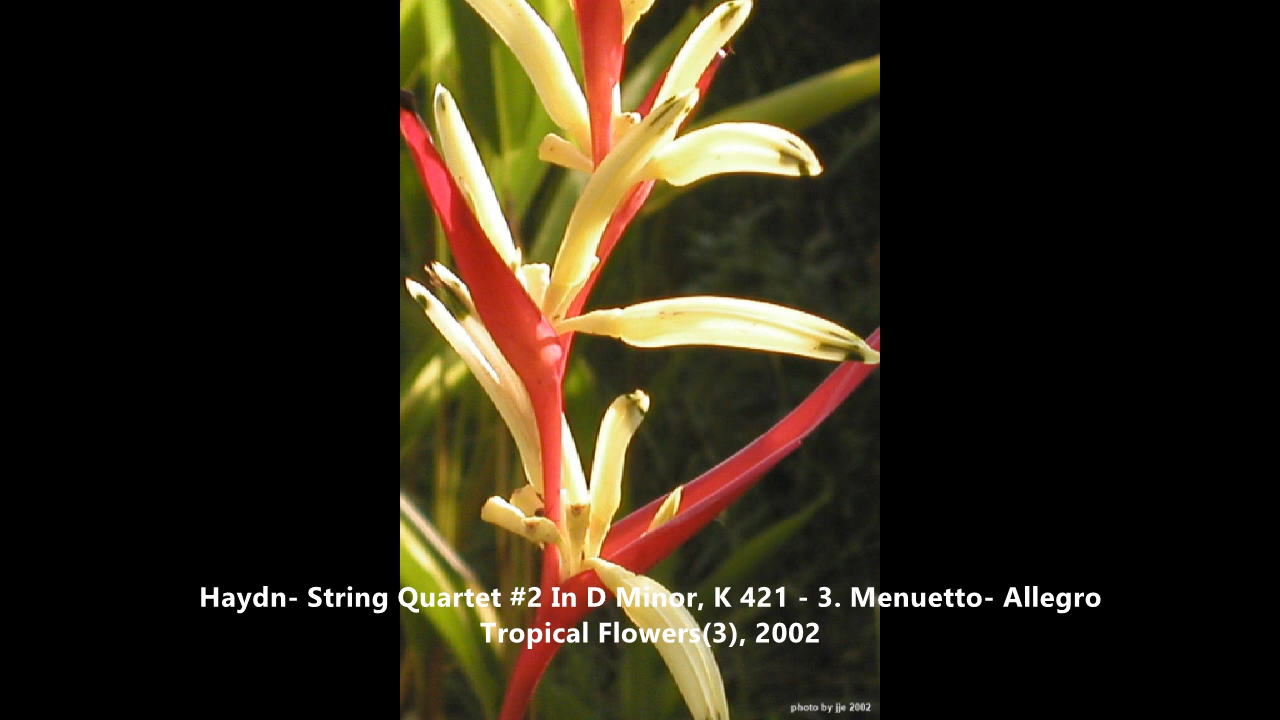 Haydn- String Quartet #2 In D Minor, K 421 - 3. Menuetto- Allegro
Tropical Flowers(3), 2002
photo by jje 2002